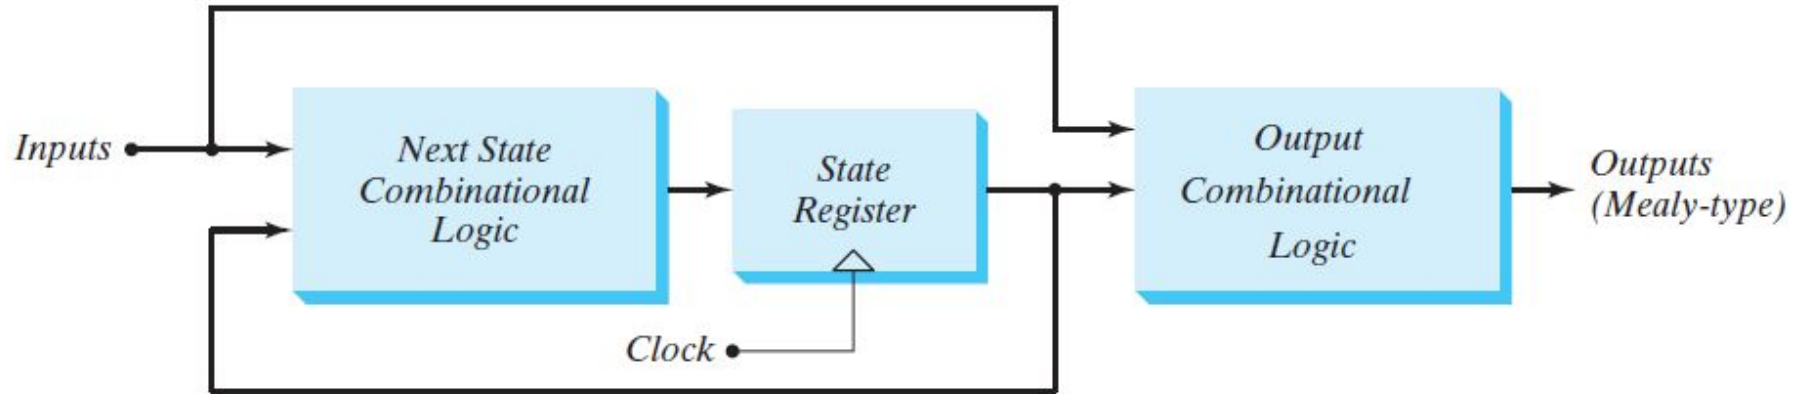 Inputs
Next State
Combinational
Logic
State
Register
Clock
Output
Combinational
Logic
Outputs
(Mealy-type)